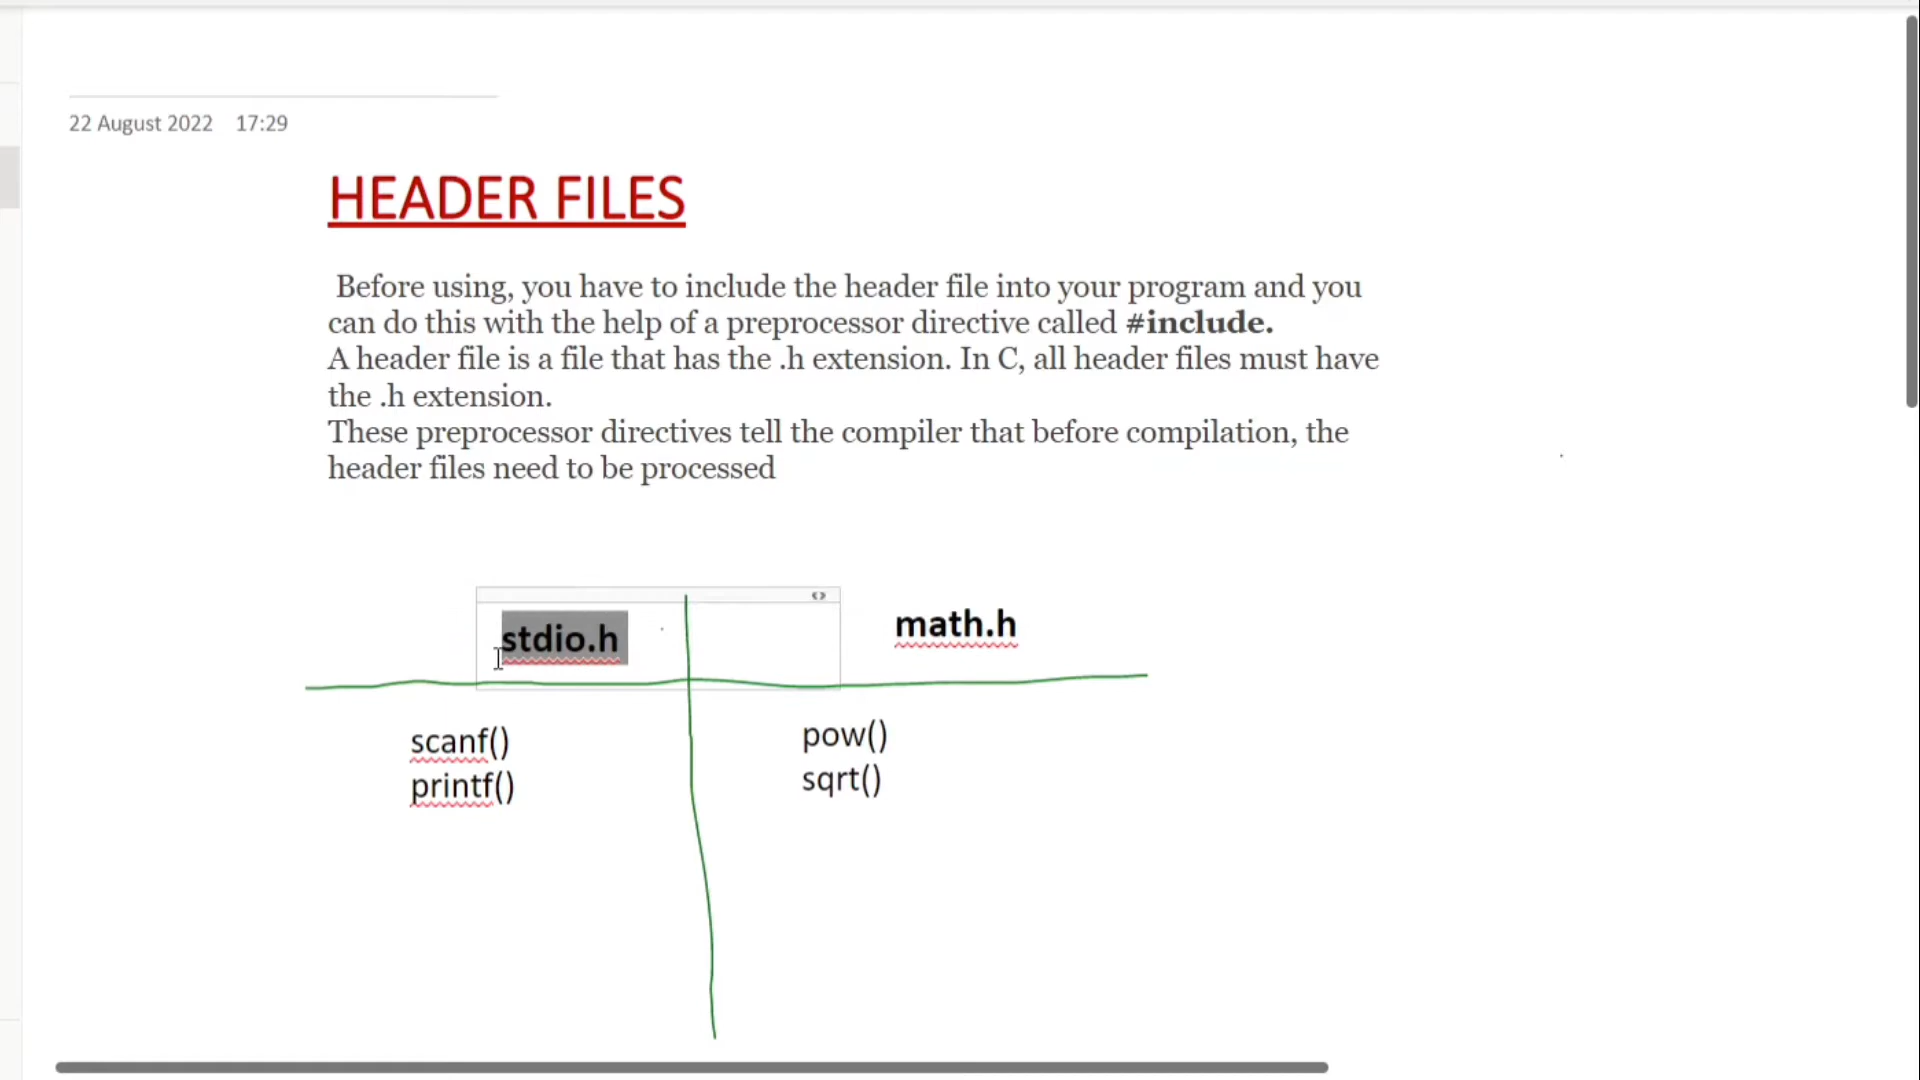 22 August 2022 17:29
HEADER FILES
Before using, you have to include the header file into your program and you
can do this with the help of a preprocessor directive called #include.
A header file is a file that has the .h extension. In C, all header files must have
the .h extension.
These preprocessor directives tell the compiler that before compilation, the
header files need to be processed
stdio.h math.h
scanf() pow()
printf() sqrt()